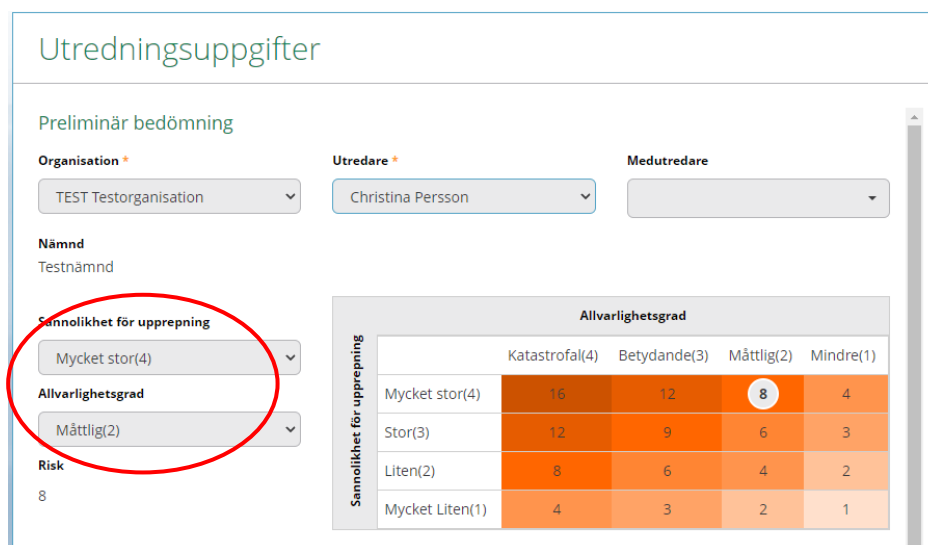 Utredningsuppgifter
Preliminär bedömning
Organisation * Utredare * Medutredare
TEST Testorganisation Christina Persson
Nämnd
Testnämnd
Sannolikhet för upprepning
Mycket stor(4)
Allvarlighetsgrad
Måttlig(2)
Risk
8
Allvarlighetsgrad
Sannolikhet för upprepning
Katastrofal(4) Betydande(3) Måttlig(2) Mindre(1)
Mycket stor(4) 16 12 8 4
Stor(3) 12 9 6 3
Liten(2) 8 6 4 2
Mycket Liten(1) 4 3 2 1